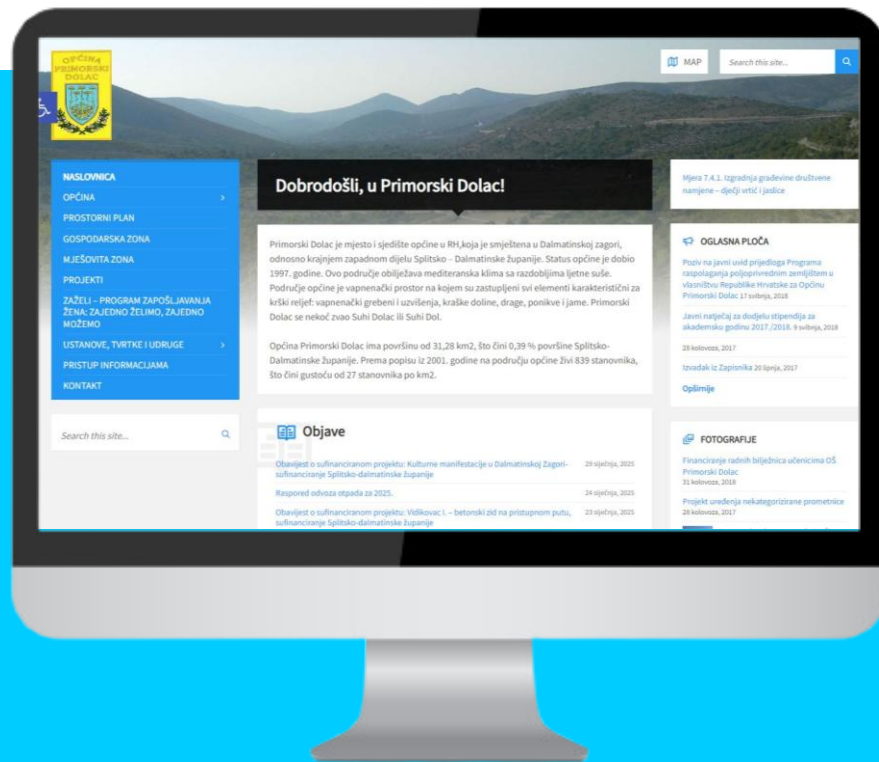 OPĆINA
PRIMORSKI
DOLAC
MAP
Search this site...
NASLOVNICA
OPĆINA
PROSTORNI PLAN
GOSPODARSKA ZONA
MJEŠOVITA ZONA
PROJEKTI
ZAŽELI – PROGRAM ZAPOŠLJAVANJA
ŽENA: ZAJEDNO ŽELIMO, ZAJEDNO
MOŽEMO
USTANOVE, TVRTKE I UDRUGE
PRISTUP INFORMACIJAMA
KONTAKT
Search this site...
Dobrodošli, u Primorski Dolac!
Primorski Dolac je mjesto i sjedište općine u RH,koja je smještena u Dalmatinskoj zagori,
odnosno krajnjem zapadnom dijelu Splitsko – Dalmatinske županije. Status općine je dobio
1997. godine. Ovo područje obilježava mediteranska klima sa razdobljima ljetne suše.
Područje općine je vapnenački prostor na kojem su zastupljeni svi elementi karakteristični za
krški reljef: vapnenački grebeni i uzvišenja, kraške doline, drage, ponikve i jame. Primorski
Dolac se nekoć zvao Suhi Dolac ili Suhi Dol.
Općina Primorski Dolac ima površinu od 31,28 km2, što čini 0,39 % površine Splitsko-
Dalmatinske županije. Prema popisu iz 2001. godine na području općine živi 839 stanovnika,
što čini gustoću od 27 stanovnika po km2.
Objave
Obavijest o sufinanciranom projektu: Kulturne manifestacije u Dalmatinskoj Zagori- 29 siječnja, 2025
sufinanciranje Splitsko-dalmatinske županije
Raspored odvoza otpada za 2025. 24 siječnja, 2025
Obavijest o sufinanciranom projektu: Vidikovac I. – betonski zid na pristupnom putu, 23 siječnja, 2025
sufinanciranje Splitsko-dalmatinske županije
Mjera 7.4.1. Izgradnja građevine društvene
namjene – dječji vrtić i jaslice
OGLASNA PLOČA
Poziv na javni uvid prijedloga Programa
raspolaganja poljoprivrednim zemljištem u
vlasništvu Republike Hrvatske za Općinu
Primorski Dolac 17 svibnja, 2018
Javni natječaj za dodjelu stipendija za
akademsku godinu 2017./2018. 9 svibnja, 2018
28 kolovoza, 2017
Izvadak iz Zapisnika 20 lipnja, 2017
Opširnije
FOTOGRAFIJE
Financiranje radnih bilježnica učenicima OŠ
Primorski Dolac
31 kolovoza, 2018
Projekt uređenja nekategorizirane prometnice
28 kolovoza, 2017